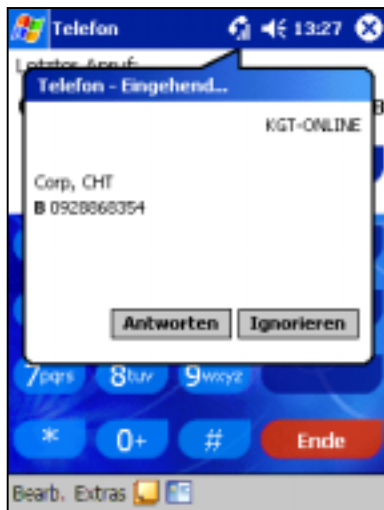 Telefon 13:27
Letzter Anruf:
Telefon - Eingehend...
KGT-ONLINE
Corp, CHT
B 0928868354
Antworten Ignorieren
7pqrs 8tuv 9wxyz
* 0+ # Ende
Bearb. Extras